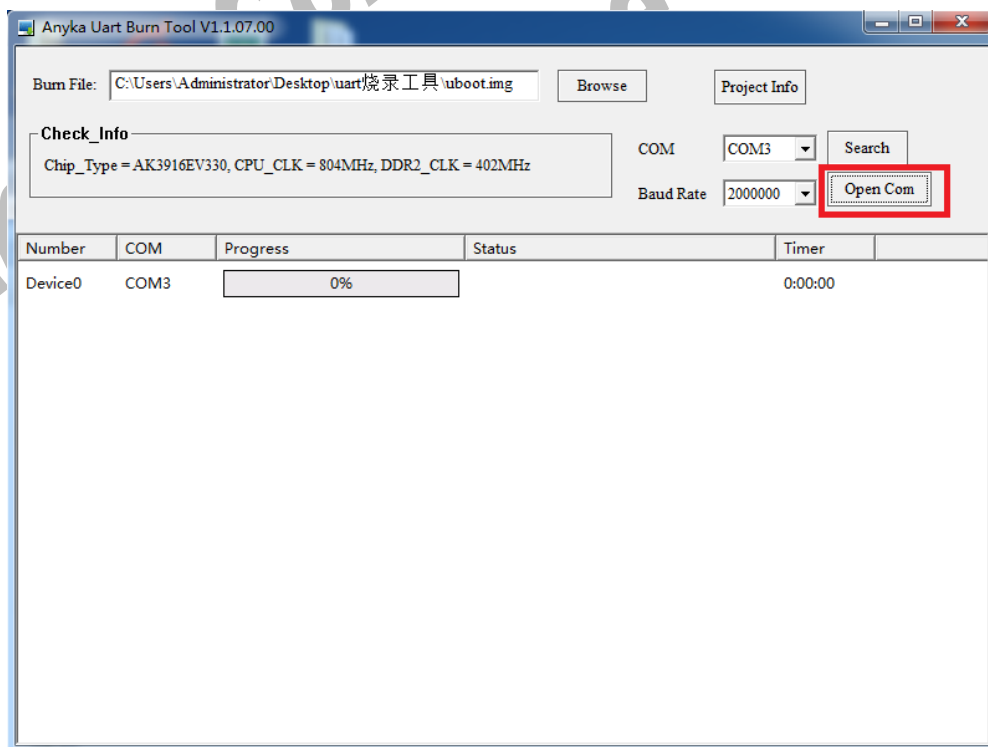 Anyka Uart Burn Tool V1.1.07.00
Burn File: C:\Users\Administrator\Desktop\uart烧录工具\uboot.img Browse Project Info
Check_Info
Chip_Type = AK3916EV330, CPU_CLK = 804MHz, DDR2_CLK = 402MHz
COM COM3 Search
Baud Rate 2000000 Open Com
Number COM Progress Status Timer
Device0 COM3 0% 0:00:00